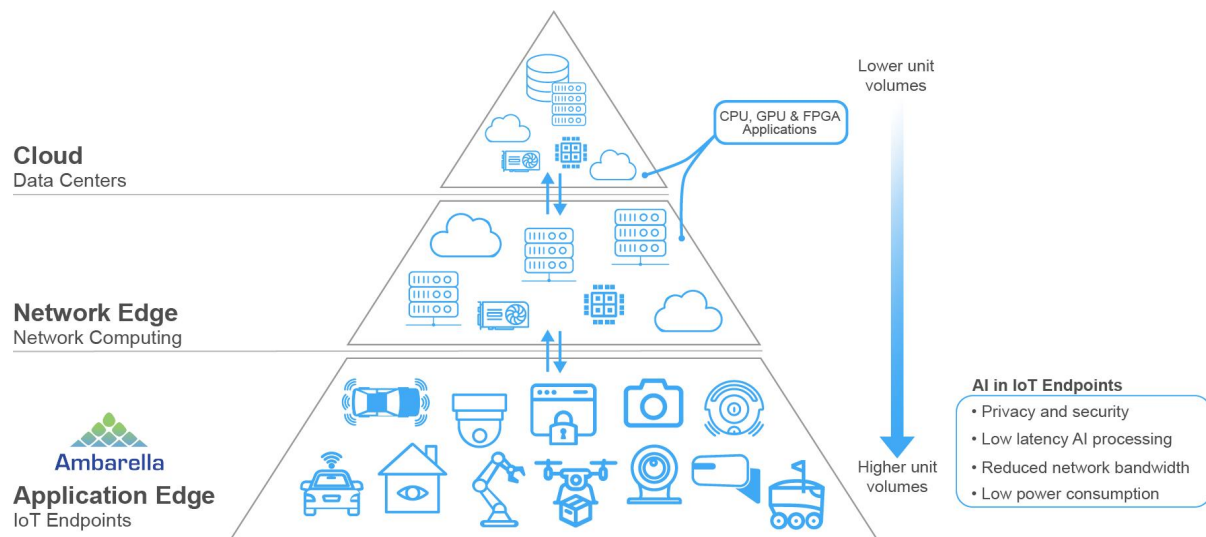 Lower unit
volumes
CPU, GPU & FPGA
Applications
Cloud
Data Centers
Network Edge
Network Computing
AI in IoT Endpoints
• Privacy and security
• Low latency AI processing
• Reduced network bandwidth
• Low power consumption
Ambarella
Higher unit
volumes
Application Edge
IoT Endpoints